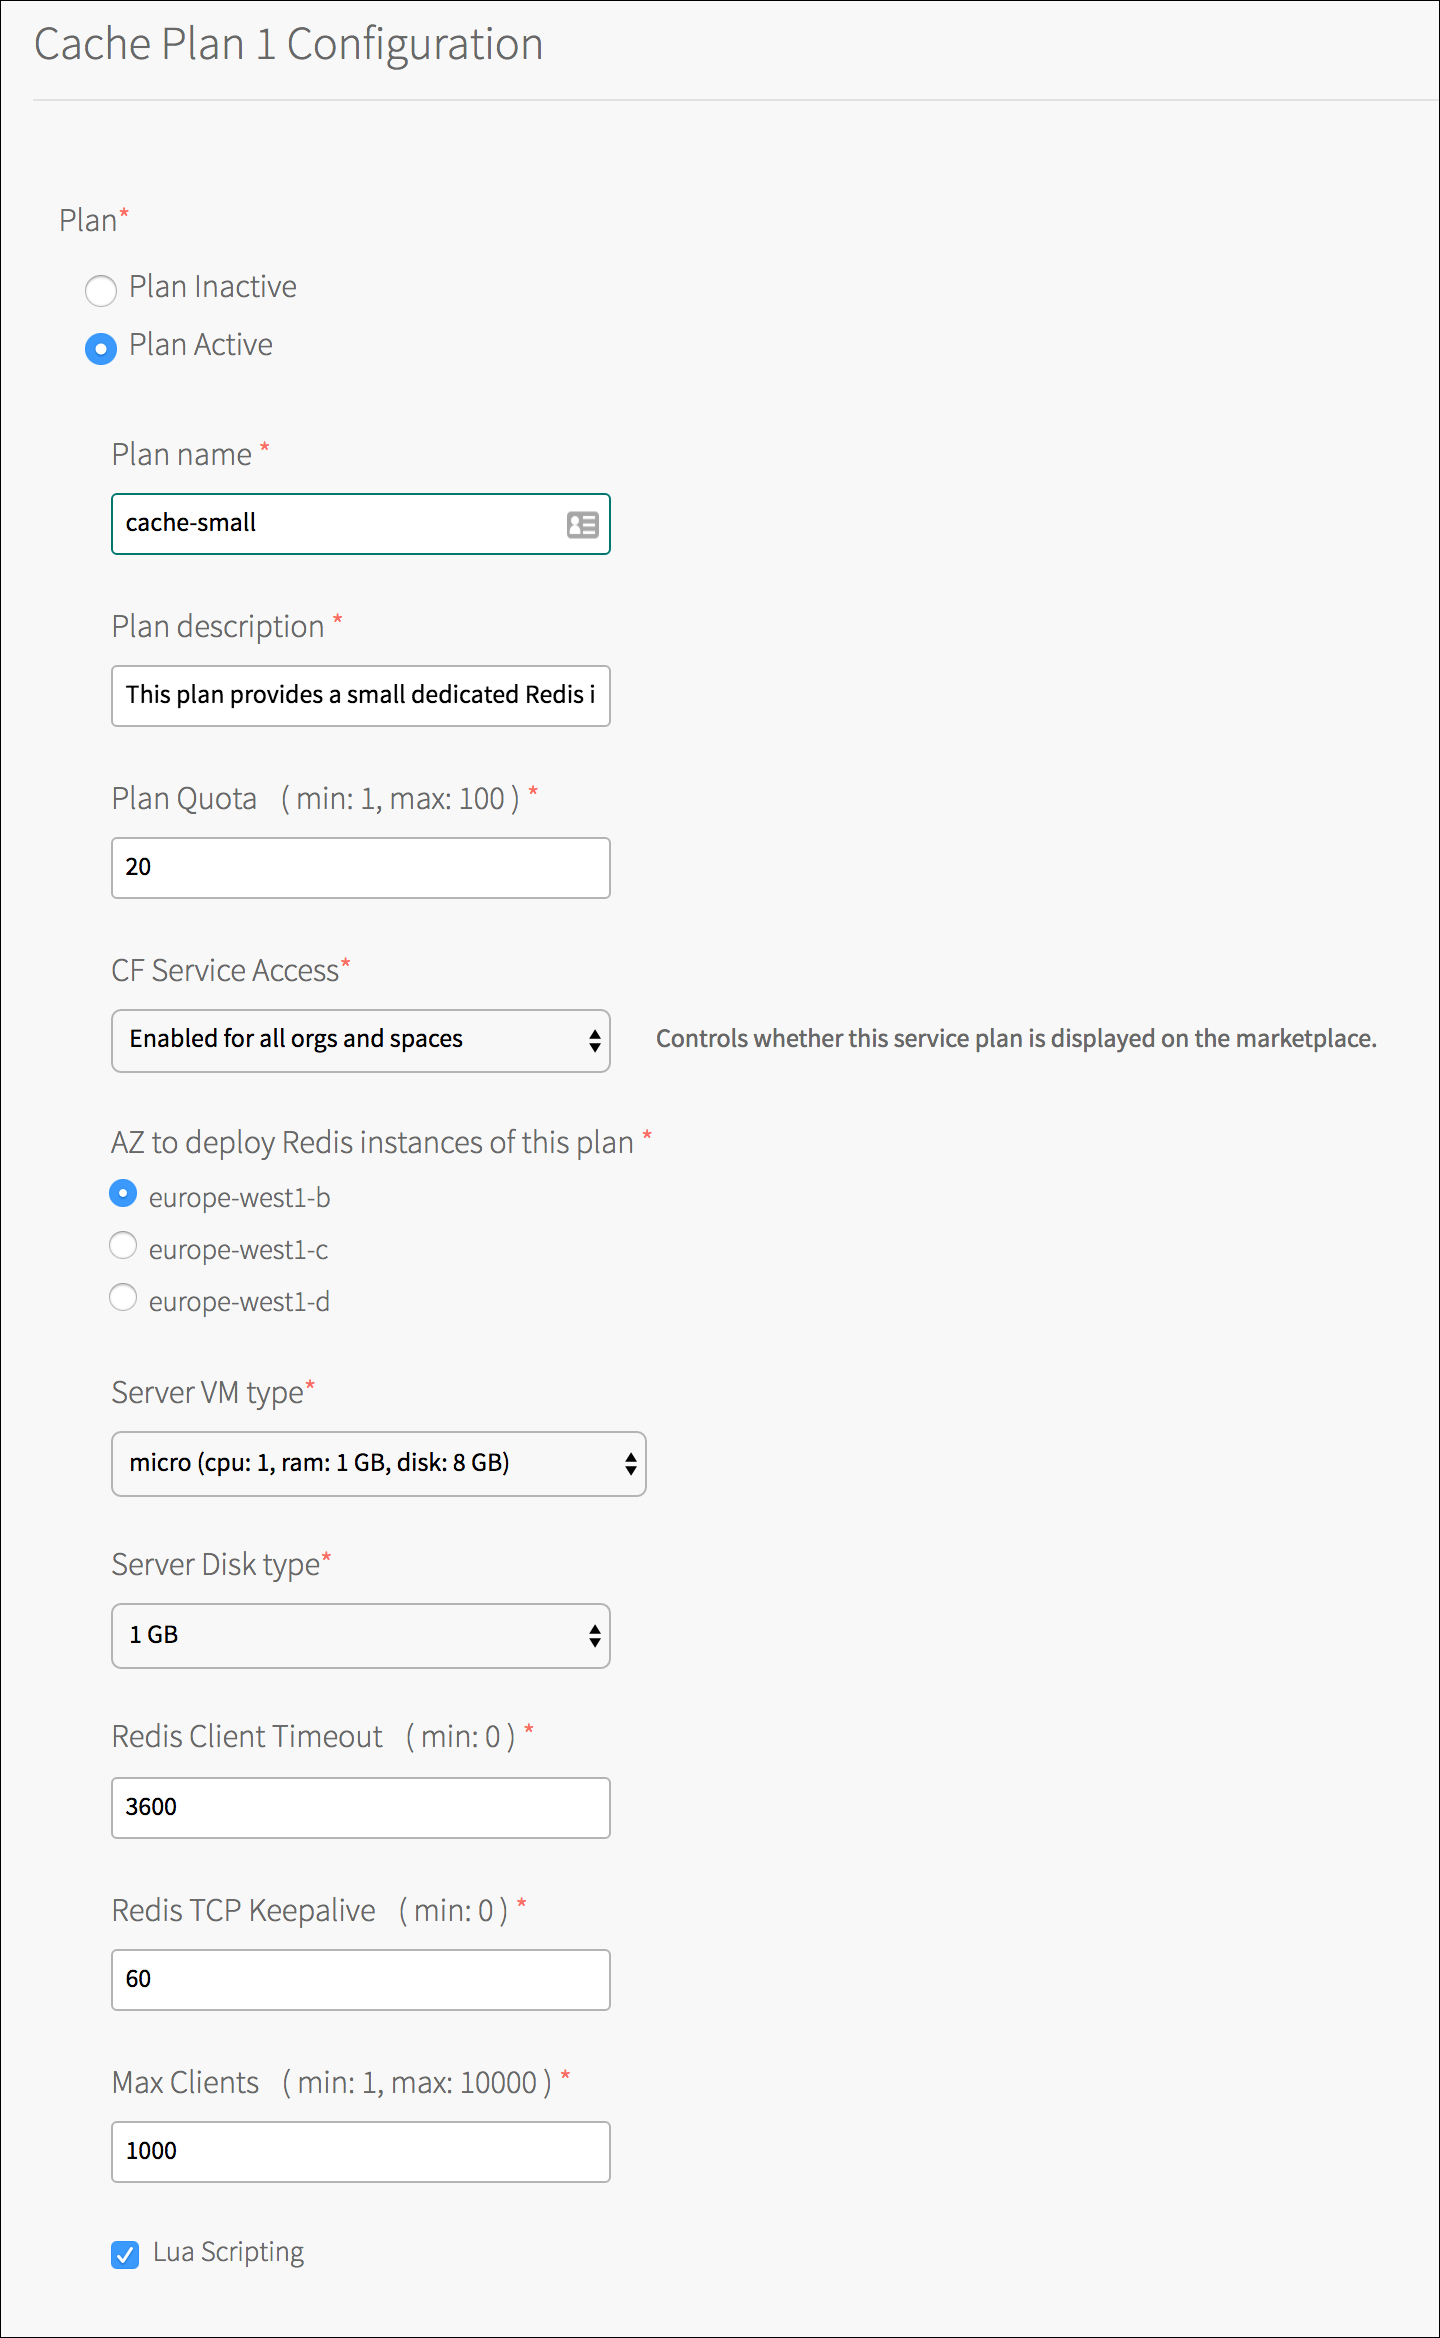 Cache Plan 1 Configuration
Plan*
Plan Inactive
Plan Active
Plan name *
cache-small
Plan description *
This plan provides a small dedicated Redis i
Plan Quota ( min: 1, max: 100 ) *
20
CF Service Access*
Enabled for all orgs and spaces
Controls whether this service plan is displayed on the marketplace.
AZ to deploy Redis instances of this plan *
europe-west1-b
europe-west1-c
europe-west1-d
Server VM type*
micro (cpu: 1, ram: 1 GB, disk: 8 GB)
Server Disk type*
1 GB
Redis Client Timeout ( min: 0 ) *
3600
Redis TCP Keepalive ( min: 0 ) *
60
Max Clients ( min: 1, max: 10000 ) *
1000
Lua Scripting